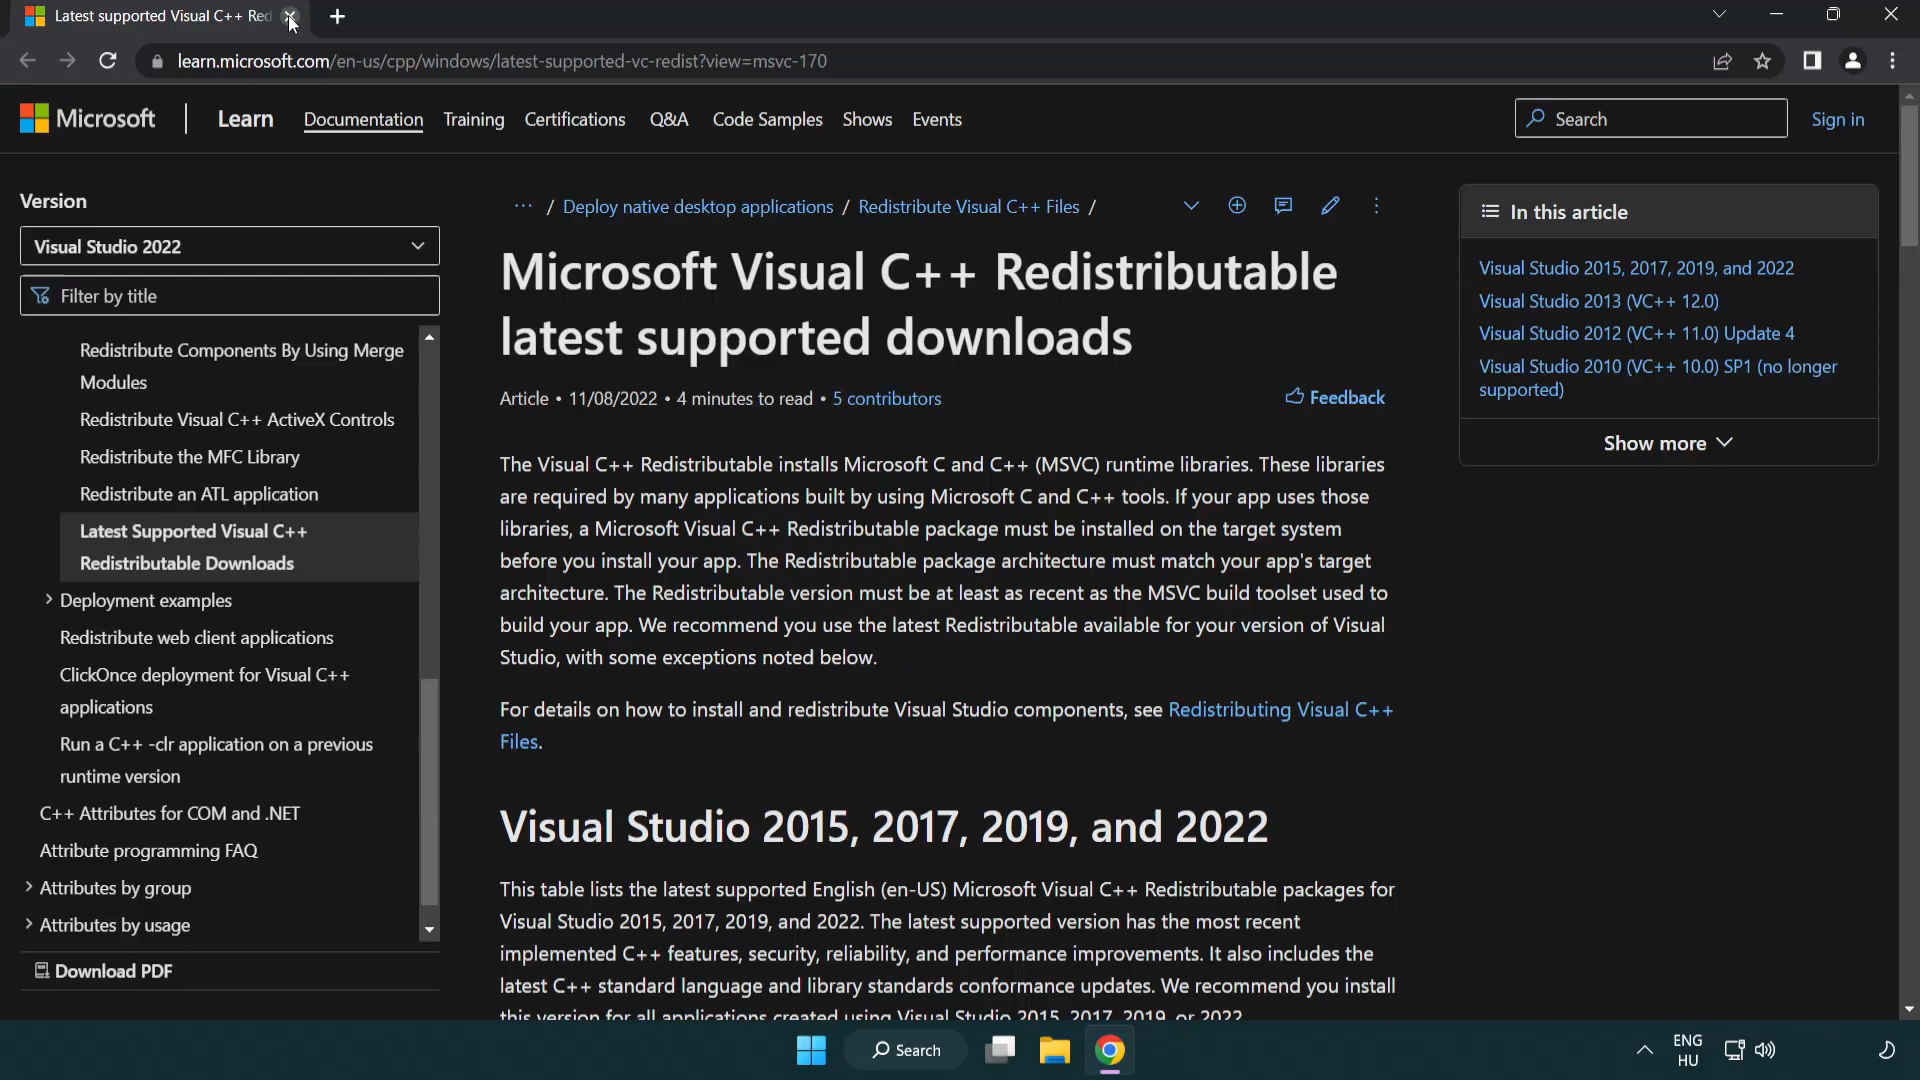 Latest supported Visual C++ Red
learn.microsoft.com/en-us/cpp/windows/latest-supported-vc-redist?view=msvc-170
Microsoft
Learn
Documentation
Training
Certifications
Q&A
Code Samples
Shows
Events
Search
Sign in
Version
Visual Studio 2022
Filter by title
Redistribute Components By Using Merge
Modules
Redistribute Visual C++ ActiveX Controls
Redistribute the MFC Library
Redistribute an ATL application
Latest Supported Visual C++
Redistributable Downloads
Deployment examples
Redistribute web client applications
ClickOnce deployment for Visual C++
applications
Run a C++ -clr application on a previous
runtime version
C++ Attributes for COM and .NET
Attribute programming FAQ
Attributes by group
Attributes by usage
Download PDF
... / Deploy native desktop applications / Redistribute Visual C++ Files /
Microsoft Visual C++ Redistributable
latest supported downloads
Article • 11/08/2022 • 4 minutes to read • 5 contributors
Feedback
The Visual C++ Redistributable installs Microsoft C and C++ (MSVC) runtime libraries. These libraries
are required by many applications built by using Microsoft C and C++ tools. If your app uses those
libraries, a Microsoft Visual C++ Redistributable package must be installed on the target system
before you install your app. The Redistributable package architecture must match your app's target
architecture. The Redistributable version must be at least as recent as the MSVC build toolset used to
build your app. We recommend you use the latest Redistributable available for your version of Visual
Studio, with some exceptions noted below.
For details on how to install and redistribute Visual Studio components, see Redistributing Visual C++
Files.
Visual Studio 2015, 2017, 2019, and 2022
This table lists the latest supported English (en-US) Microsoft Visual C++ Redistributable packages for
Visual Studio 2015, 2017, 2019, and 2022. The latest supported version has the most recent
implemented C++ features, security, reliability, and performance improvements. It also includes the
latest C++ standard language and library standards conformance updates. We recommend you install
this version for all applications created using Visual Studio 2015, 2017, 2019, or 2022.
In this article
Visual Studio 2015, 2017, 2019, and 2022
Visual Studio 2013 (VC++ 12.0)
Visual Studio 2012 (VC++ 11.0) Update 4
Visual Studio 2010 (VC++ 10.0) SP1 (no longer
supported)
Show more
Search
ENG
HU